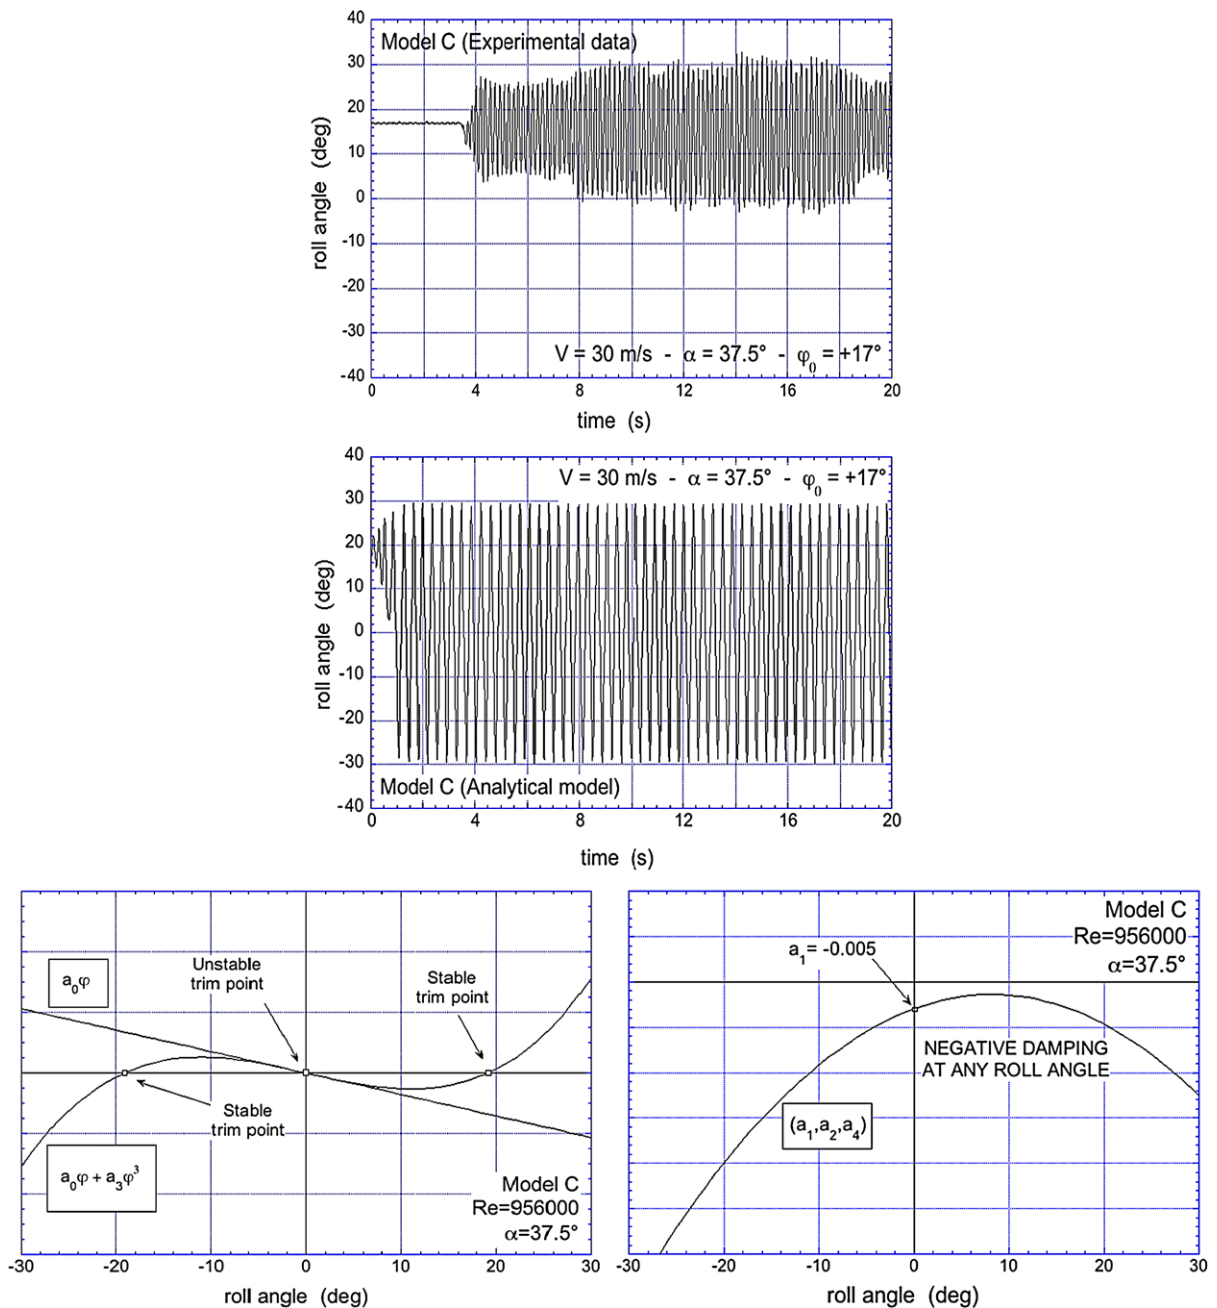 40
Model C (Experimental data)
30
20
10
0
-10
-20
-30
V = 30 m/s - α = 37.5° - φ₀ = +17°
-40
0 4 8 12 16 20
roll angle (deg)
time (s)
40
V = 30 m/s - α = 37.5° - φ₀ = +17°
30
20
10
0
-10
20
-30
Model C (Analytical model)
-40
0 4 8 12 16 20
roll angle (deg)
time (s)
a₀φ
Unstable
trim point
Stable
trim point
Stable
trim point
a₀φ + a₃φ³
Model C
Re=956000
α=37.5°
-30 -20 -10 0 10 20 30
roll angle (deg)
Model C
Re=956000
α=37.5°
a₁= -0.005
NEGATIVE DAMPING
AT ANY ROLL ANGLE
(a₁,a₂,a₄)
-30 -20 -10 0 10 20 30
roll angle (deg)